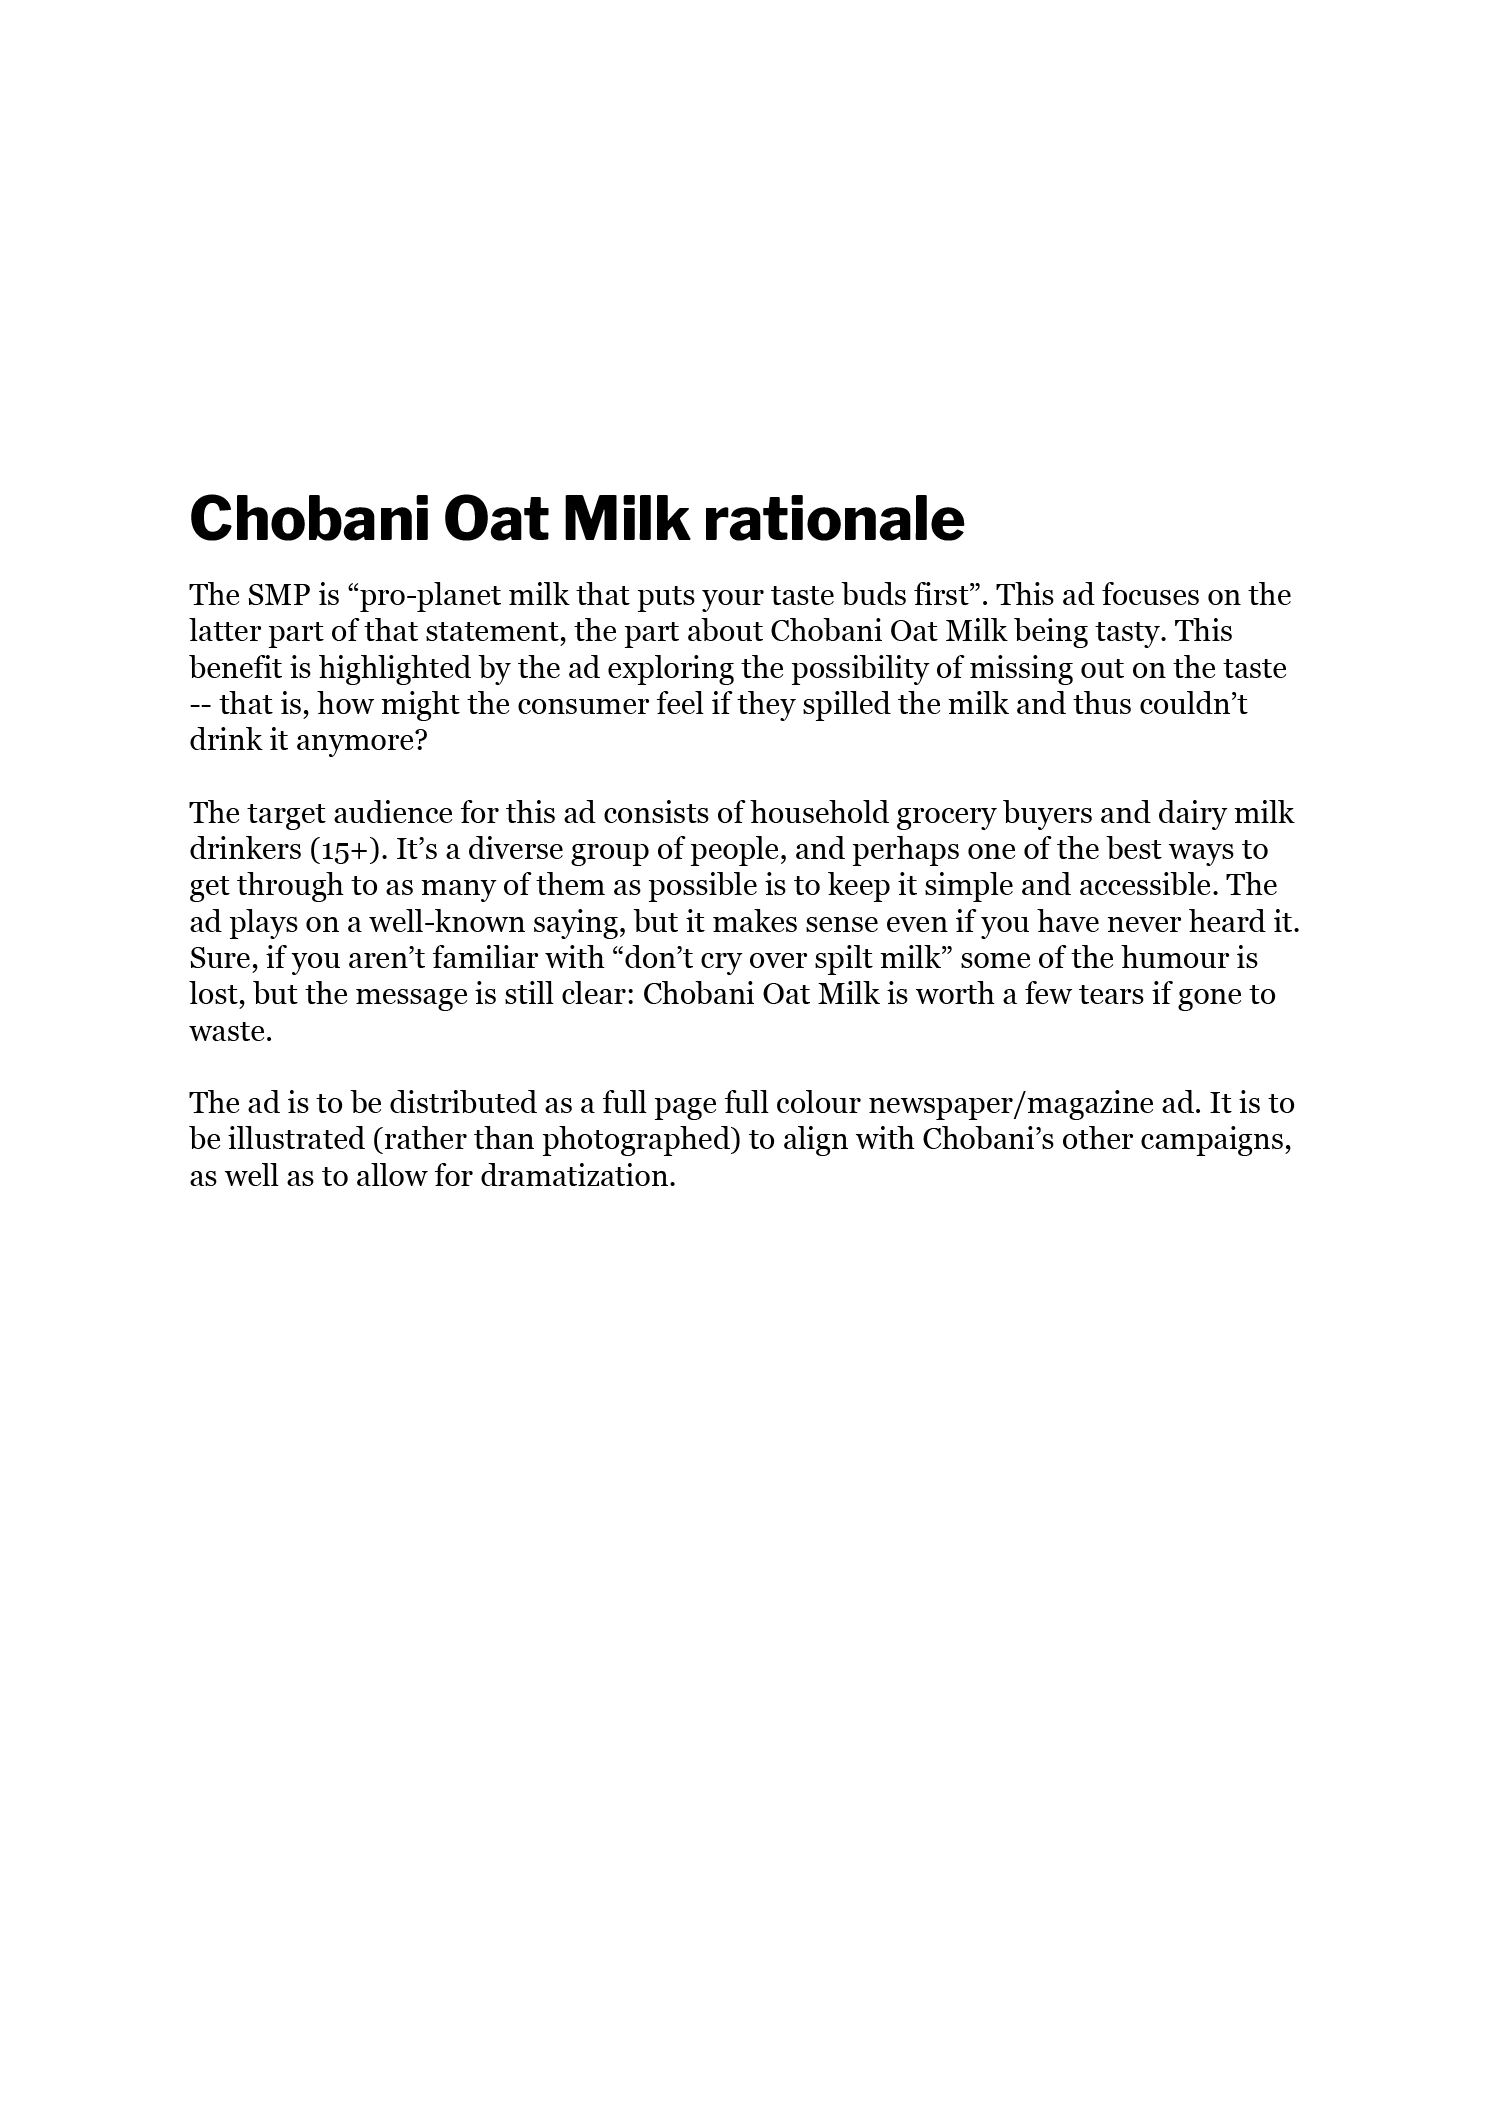 Chobani Oat Milk rationale
The SMP is “pro-planet milk that puts your taste buds first”. This ad focuses on the
latter part of that statement, the part about Chobani Oat Milk being tasty. This
benefit is highlighted by the ad exploring the possibility of missing out on the taste
-- that is, how might the consumer feel if they spilled the milk and thus couldn’t
drink it anymore?
The target audience for this ad consists of household grocery buyers and dairy milk
drinkers (15+). It’s a diverse group of people, and perhaps one of the best ways to
get through to as many of them as possible is to keep it simple and accessible. The
ad plays on a well-known saying, but it makes sense even if you have never heard it.
Sure, if you aren’t familiar with “don’t cry over spilt milk” some of the humour is
lost, but the message is still clear: Chobani Oat Milk is worth a few tears if gone to
waste.
The ad is to be distributed as a full page full colour newspaper/magazine ad. It is to
be illustrated (rather than photographed) to align with Chobani’s other campaigns,
as well as to allow for dramatization.